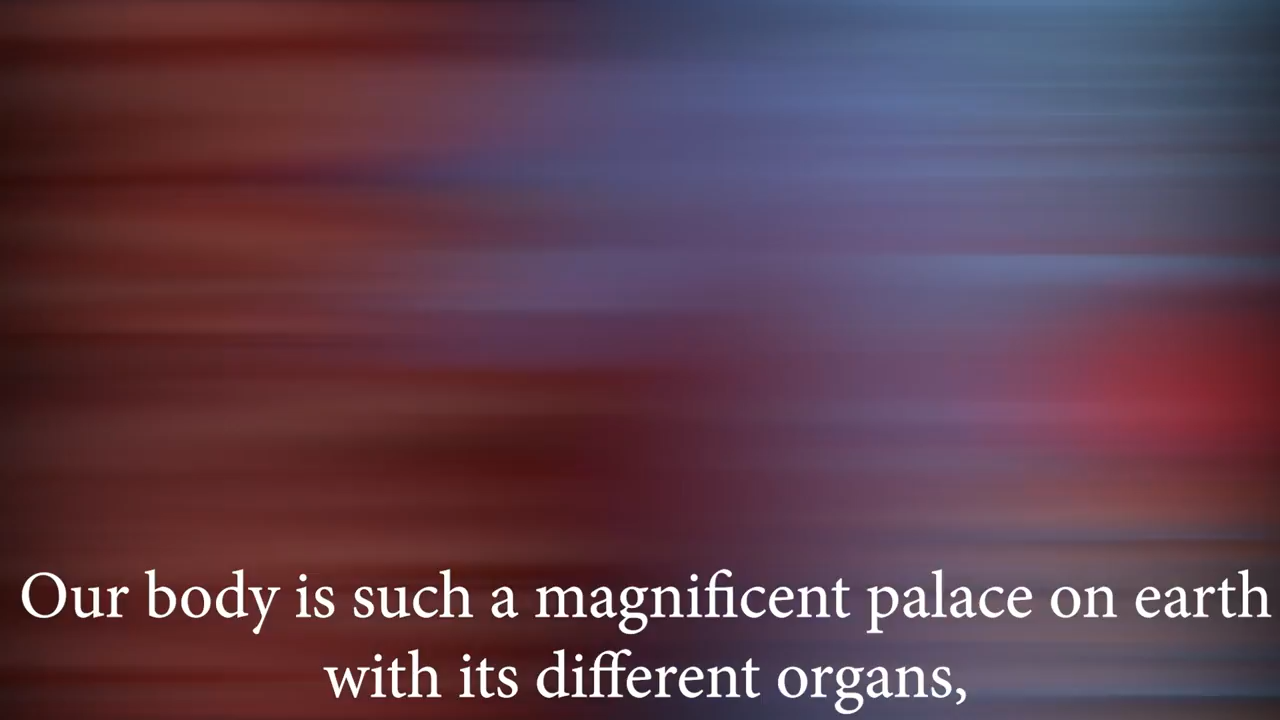 Our body is such a magnificent palace on earth
with its different organs,